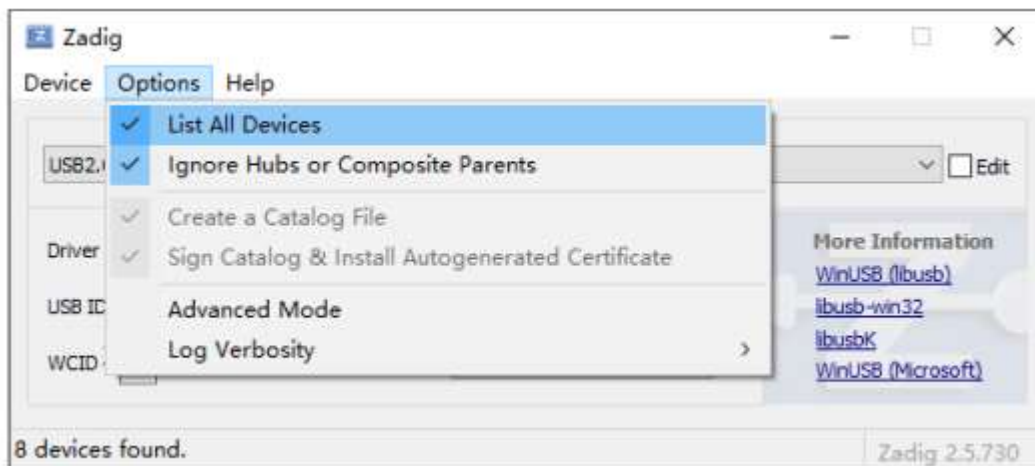 Zadig
Device Options Help
List All Devices
USB2. Ignore Hubs or Composite Parents Edit
Create a Catalog File
Driver Sign Catalog & Install Autogenerated Certificate
More Information
WinUSB (libusb)
USB ID Advanced Mode
libusb-win32
Log Verbosity
libusbK
WCID
WinUSB (Microsoft)
8 devices found.
Zadig 2.5.730